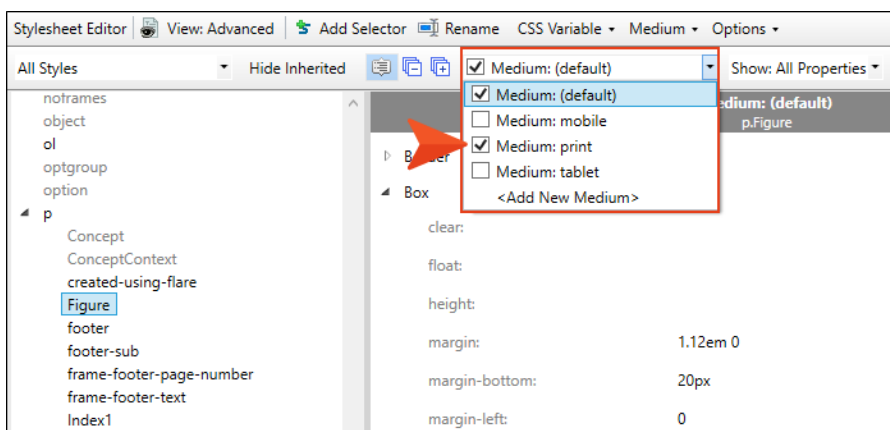 Stylesheet Editor View: Advanced Add Selector Rename CSS Variable Medium Options
All Styles Hide Inherited Medium: (default) Show: All Properties
noframes
object
ol
optgroup
option
p
Concept
ConceptContext
created-using-flare
Figure
footer
footer-sub
frame-footer-page-number
frame-footer-text
Index1
Medium: (default)
Medium: mobile
Medium: print
Medium: tablet
<Add New Medium>
edium: (default)
p.Figure
Box
clear:
float:
height:
margin: 1.12em 0
margin-bottom: 20px
margin-left: 0